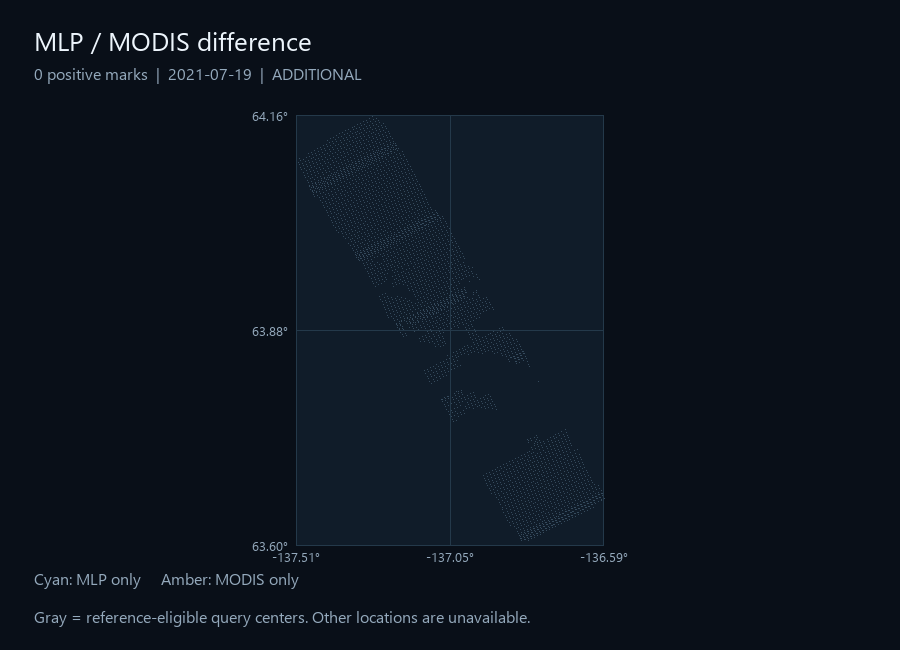 MLP / MODIS difference
0 positive marks | 2021-07-19 | ADDITIONAL
64.16°
63.88°
63.60°
-137.51° -137.05° -136.59°
Cyan: MLP only Amber: MODIS only
Gray = reference-eligible query centers. Other locations are unavailable.